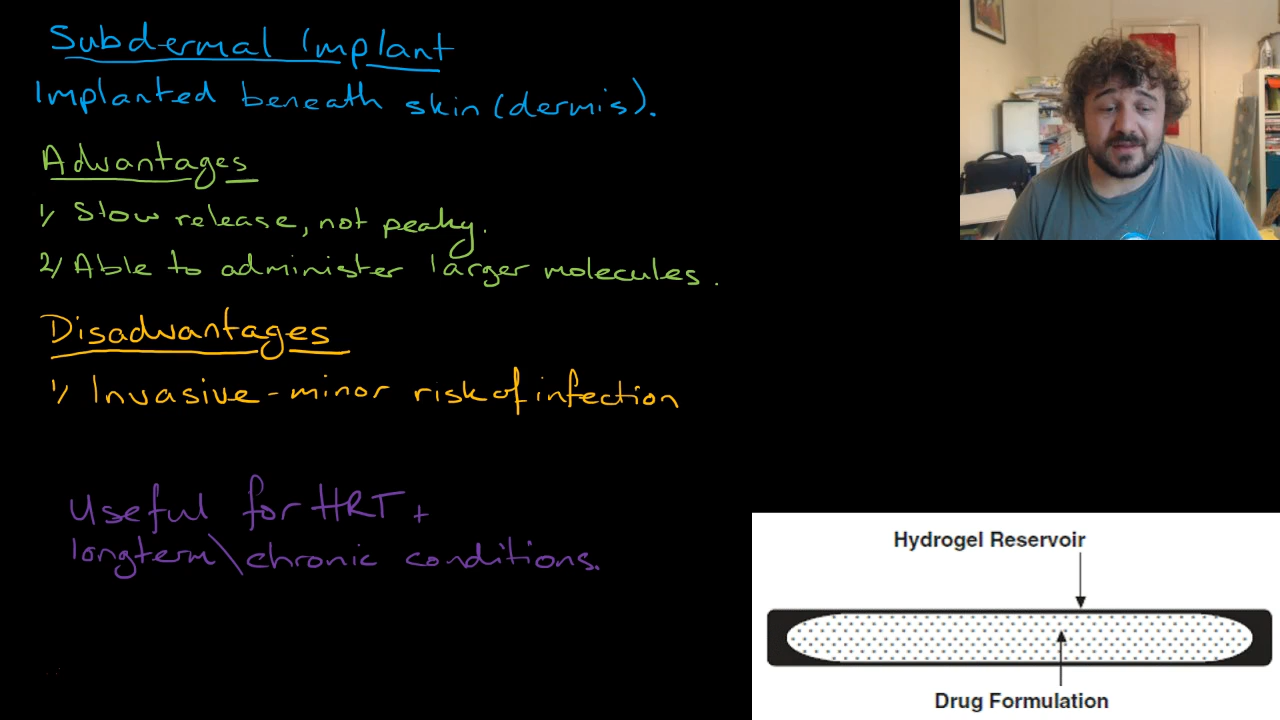 Subdermal Implant
Implanted beneath skin (dermis).
Advantages
1/ Slow release, not peaky.
2/ Able to administer larger molecules.
Disadvantages
1/ Invasive - minor risk of infection
Useful for HRT +
longterm\chronic conditions.
Hydrogel Reservoir
Drug Formulation